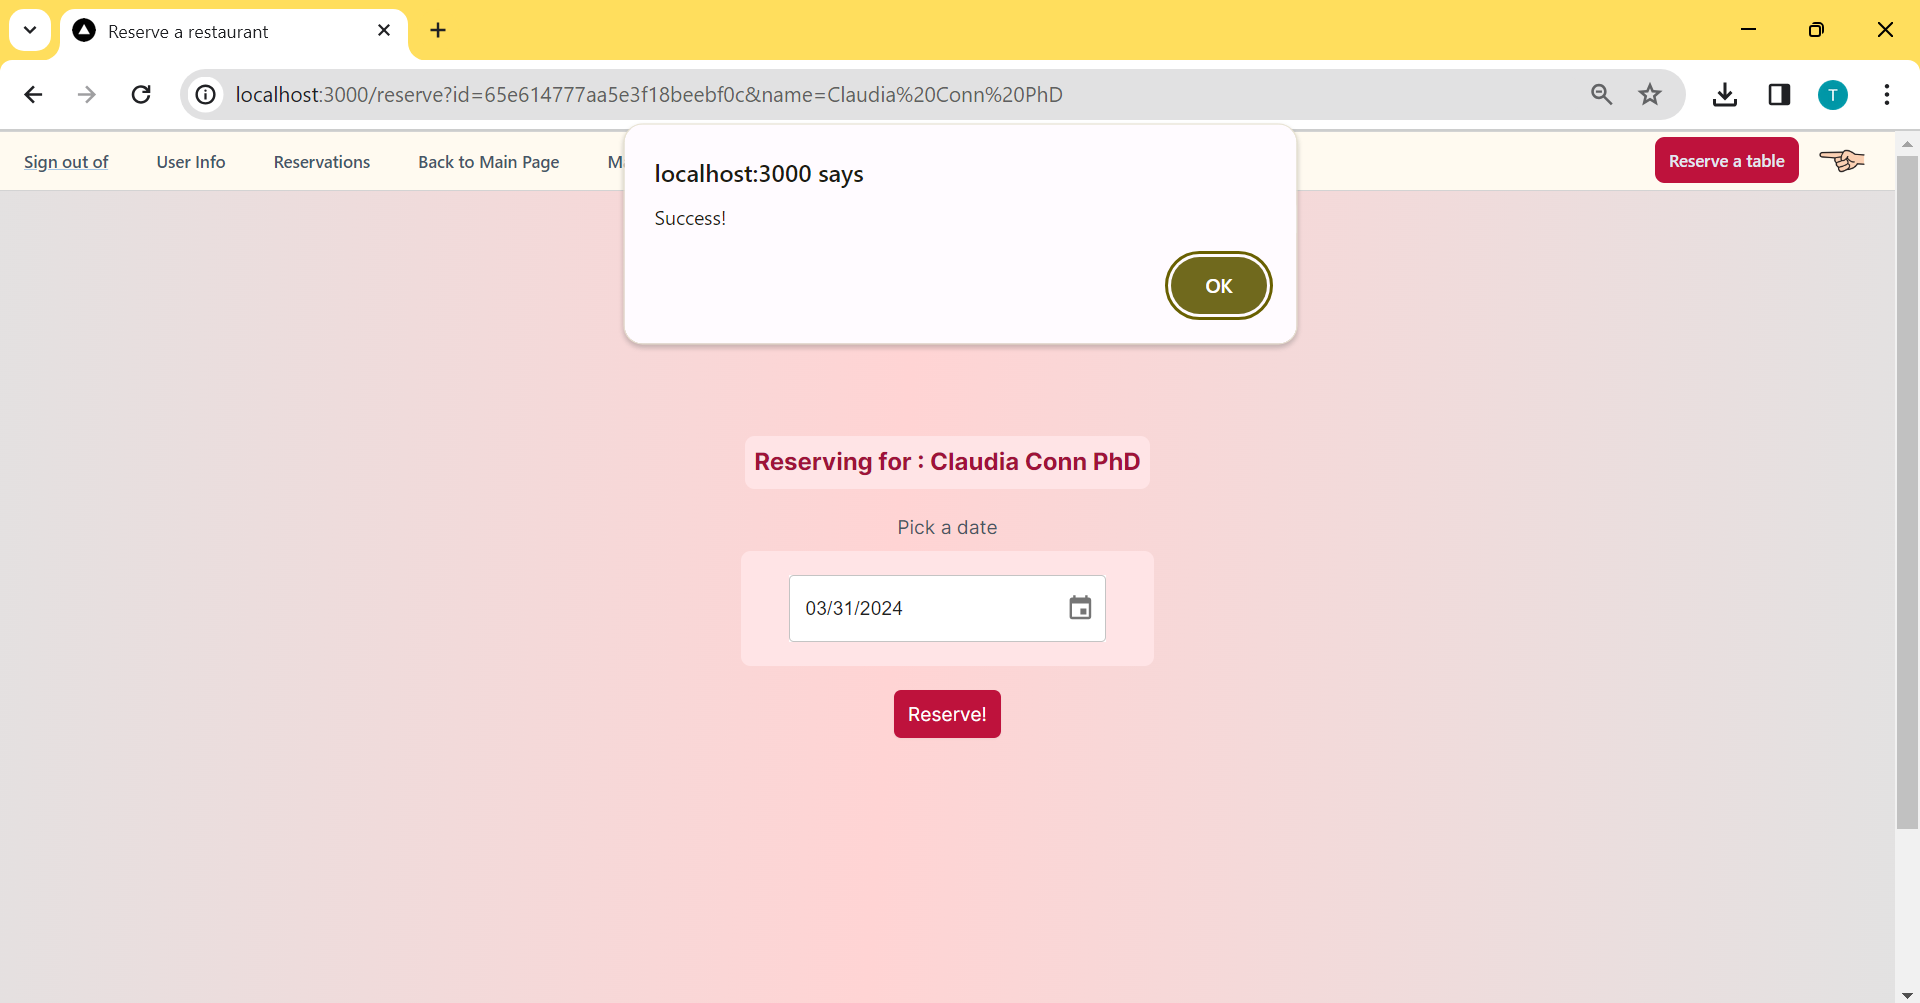 Reserve a restaurant
localhost:3000/reserve?id=65e614777aa5e3f18beebf0c&name=Claudia%20Conn%20PhD
T
Sign out of
User Info
Reservations
Back to Main Page
Reserve a table
localhost:3000 says
Success!
OK
Reserving for : Claudia Conn PhD
Pick a date
03/31/2024
Reserve!